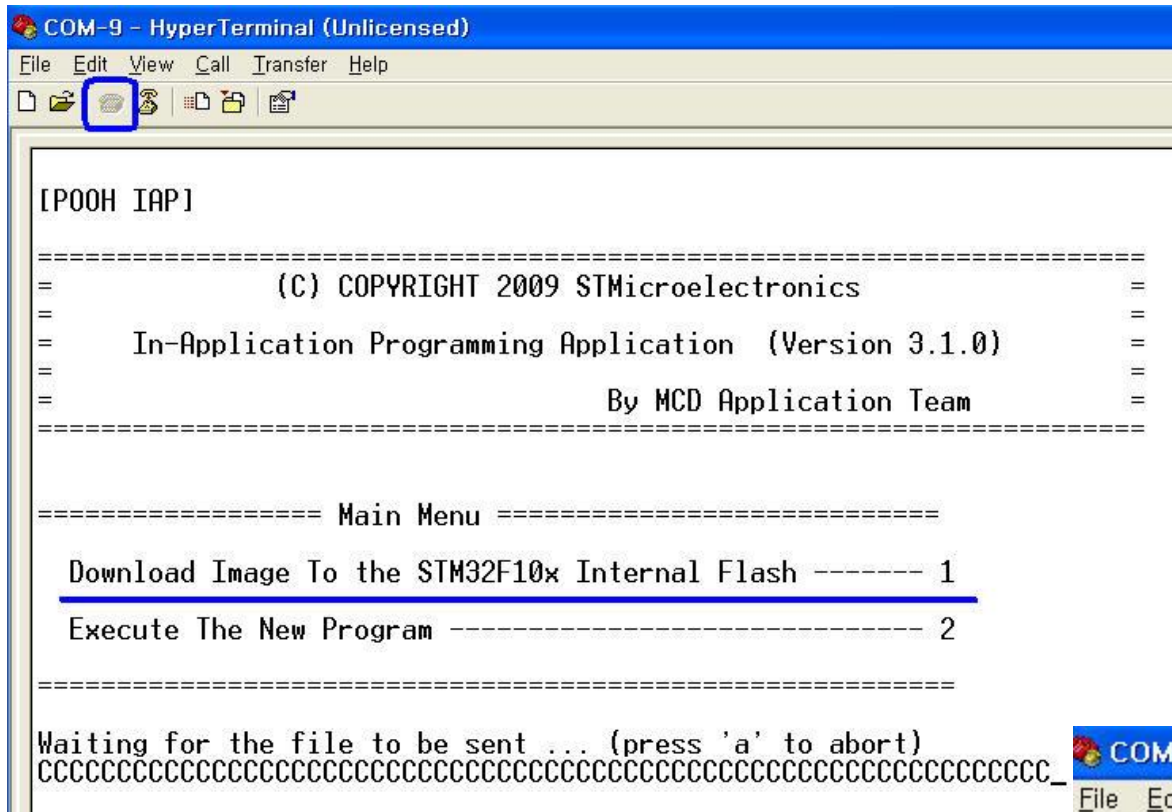 COM-9 - HyperTerminal (Unlicensed)
File Edit View Call Transfer Help
[POOH IAP]
======================================================================
= (C) COPYRIGHT 2009 STMicroelectronics =
= =
= In-Application Programming Application (Version 3.1.0) =
= =
= By MCD Application Team =
======================================================================
================== Main Menu ============================
Download Image To the STM32F10x Internal Flash ------- 1
Execute The New Program ------------------------------ 2
==========================================================
Waiting for the file to be sent ... (press 'a' to abort)
CCCCCCCCCCCCCCCCCCCCCCCCCCCCCCCCCCCCCCCCCCCCCCCCCCCCCCCCCCCCCCCC_
COM
File